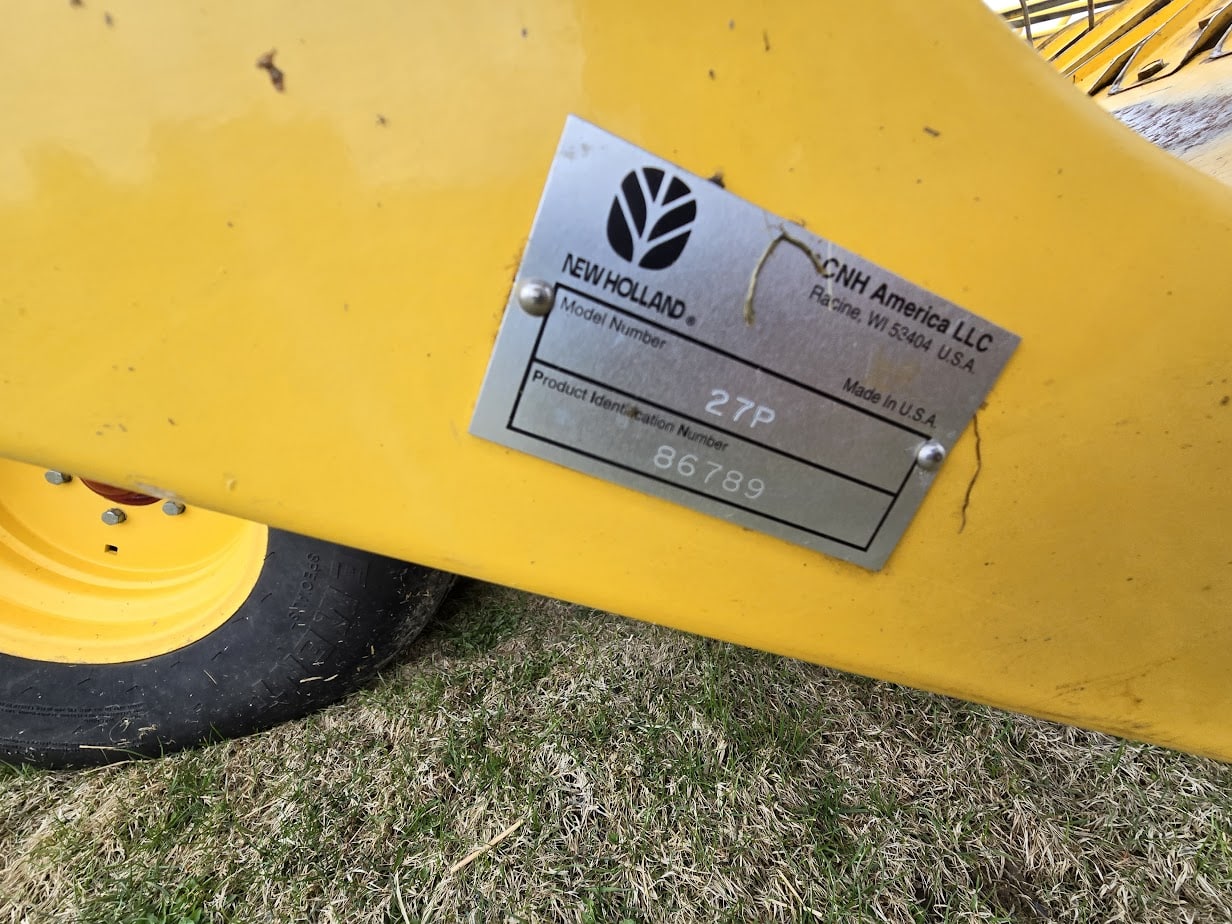 NEW HOLLAND®
CNH America LLC
Racine, WI 53404 U.S.A.
Model Number
Made in U.S.A.
27P
Product Identification Number
86789